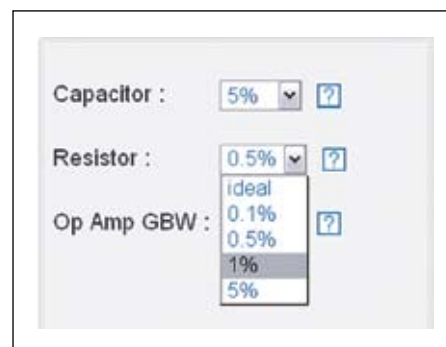 Capacitor : 5% ?
Resistor : 0.5% ?
ideal
0.1%
Op Amp GBW : ?
0.5%
1%
5%